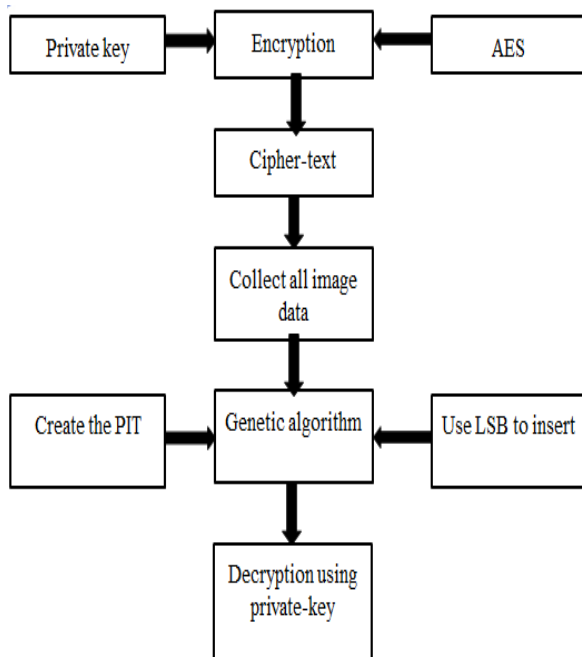 Private key
Encryption
AES
Cipher-text
Collect all image
data
Create the PIT
Genetic algorithm
Use LSB to insert
Decryption using
private-key